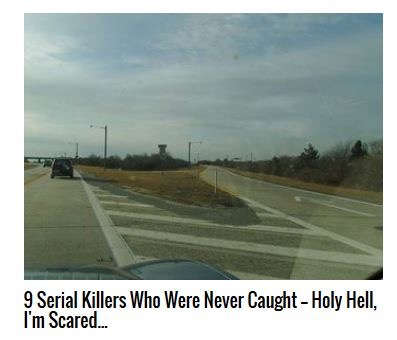 9 Serial Killers Who Were Never Caught – Holy Hell,
I'm Scared...